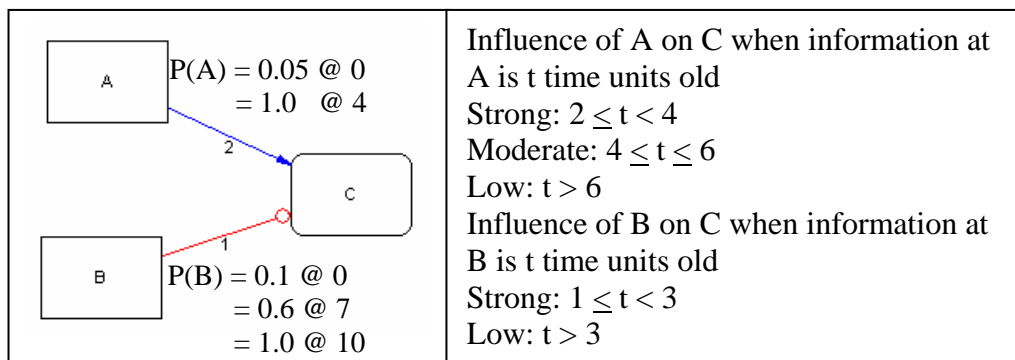 A
P(A) = 0.05 @ 0
= 1.0 @ 4
2
C
1
B
P(B) = 0.1 @ 0
= 0.6 @ 7
= 1.0 @ 10
Influence of A on C when information at
A is t time units old
Strong: 2 ≤ t < 4
Moderate: 4 ≤ t ≤ 6
Low: t > 6
Influence of B on C when information at
B is t time units old
Strong: 1 ≤ t < 3
Low: t > 3